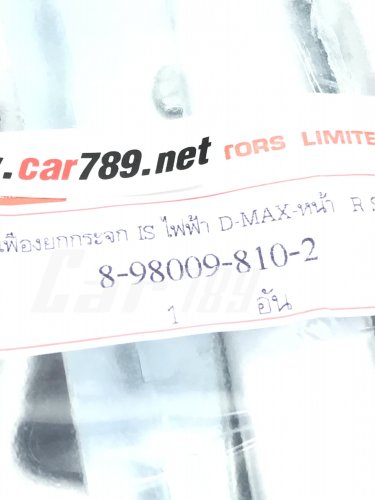 .car789.net TORS LIMITE
เฟืองยกกระจก IS ไฟฟ้า D-MAX-หน้า R
8-98009-810-2
1 อัน
Car789